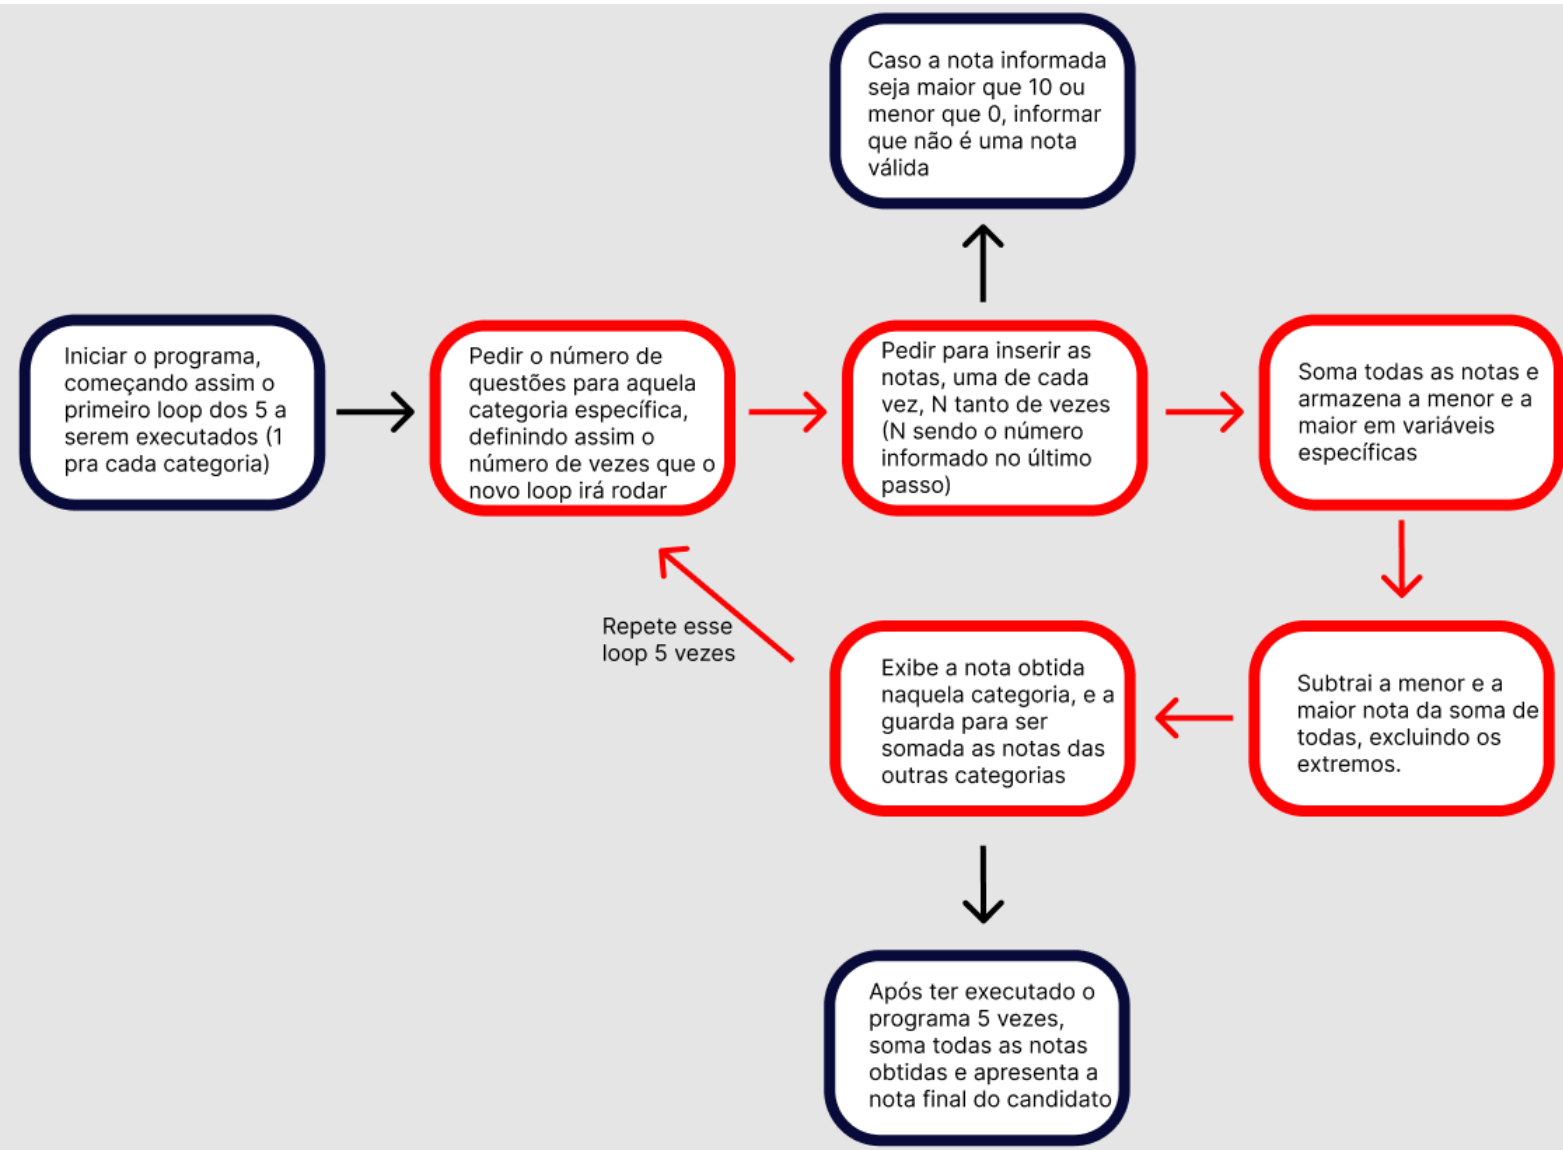 Caso a nota informada
seja maior que 10 ou
menor que 0, informar
que não é uma nota
válida
Iniciar o programa,
começando assim o
primeiro loop dos 5 a
serem executados (1
pra cada categoria)
Pedir o número de
questões para aquela
categoria específica,
definindo assim o
número de vezes que o
novo loop irá rodar
Pedir para inserir as
notas, uma de cada
vez, N tanto de vezes
(N sendo o número
informado no último
passo)
Soma todas as notas e
armazena a menor e a
maior em variáveis
específicas
Repete esse
loop 5 vezes
Exibe a nota obtida
naquela categoria, e a
guarda para ser
somada as notas das
outras categorias
Subtrai a menor e a
maior nota da soma de
todas, excluindo os
extremos.
Após ter executado o
programa 5 vezes,
soma todas as notas
obtidas e apresenta a
nota final do candidato